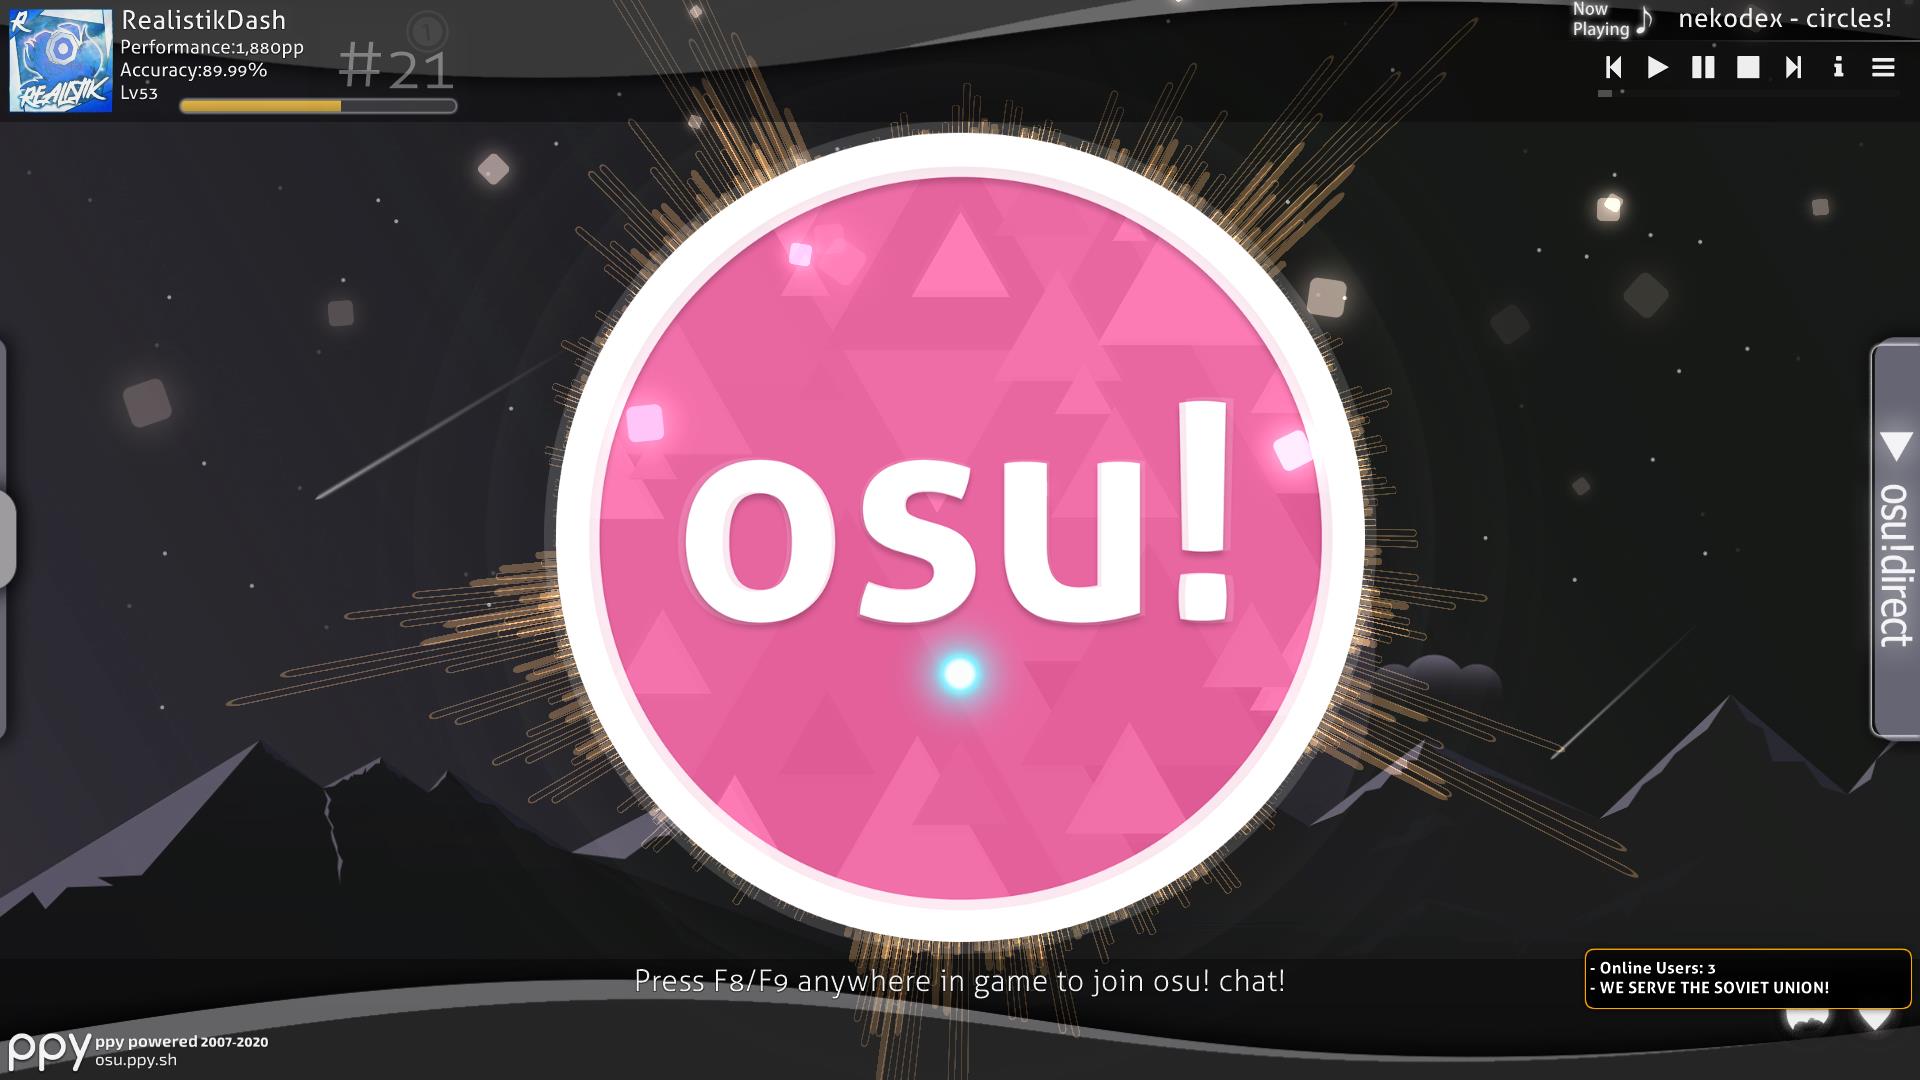 RealistikDash
Performance:1,880pp
Accuracy:89.99%
Lv53
#21
1
R
REALISTIK
Now
Playing
nekodex - circles!
osu!
osu!direct
Press F8/F9 anywhere in game to join osu! chat!
- Online Users: 3
- WE SERVE THE SOVIET UNION!
ppy
ppy powered 2007-2020
osu.ppy.sh